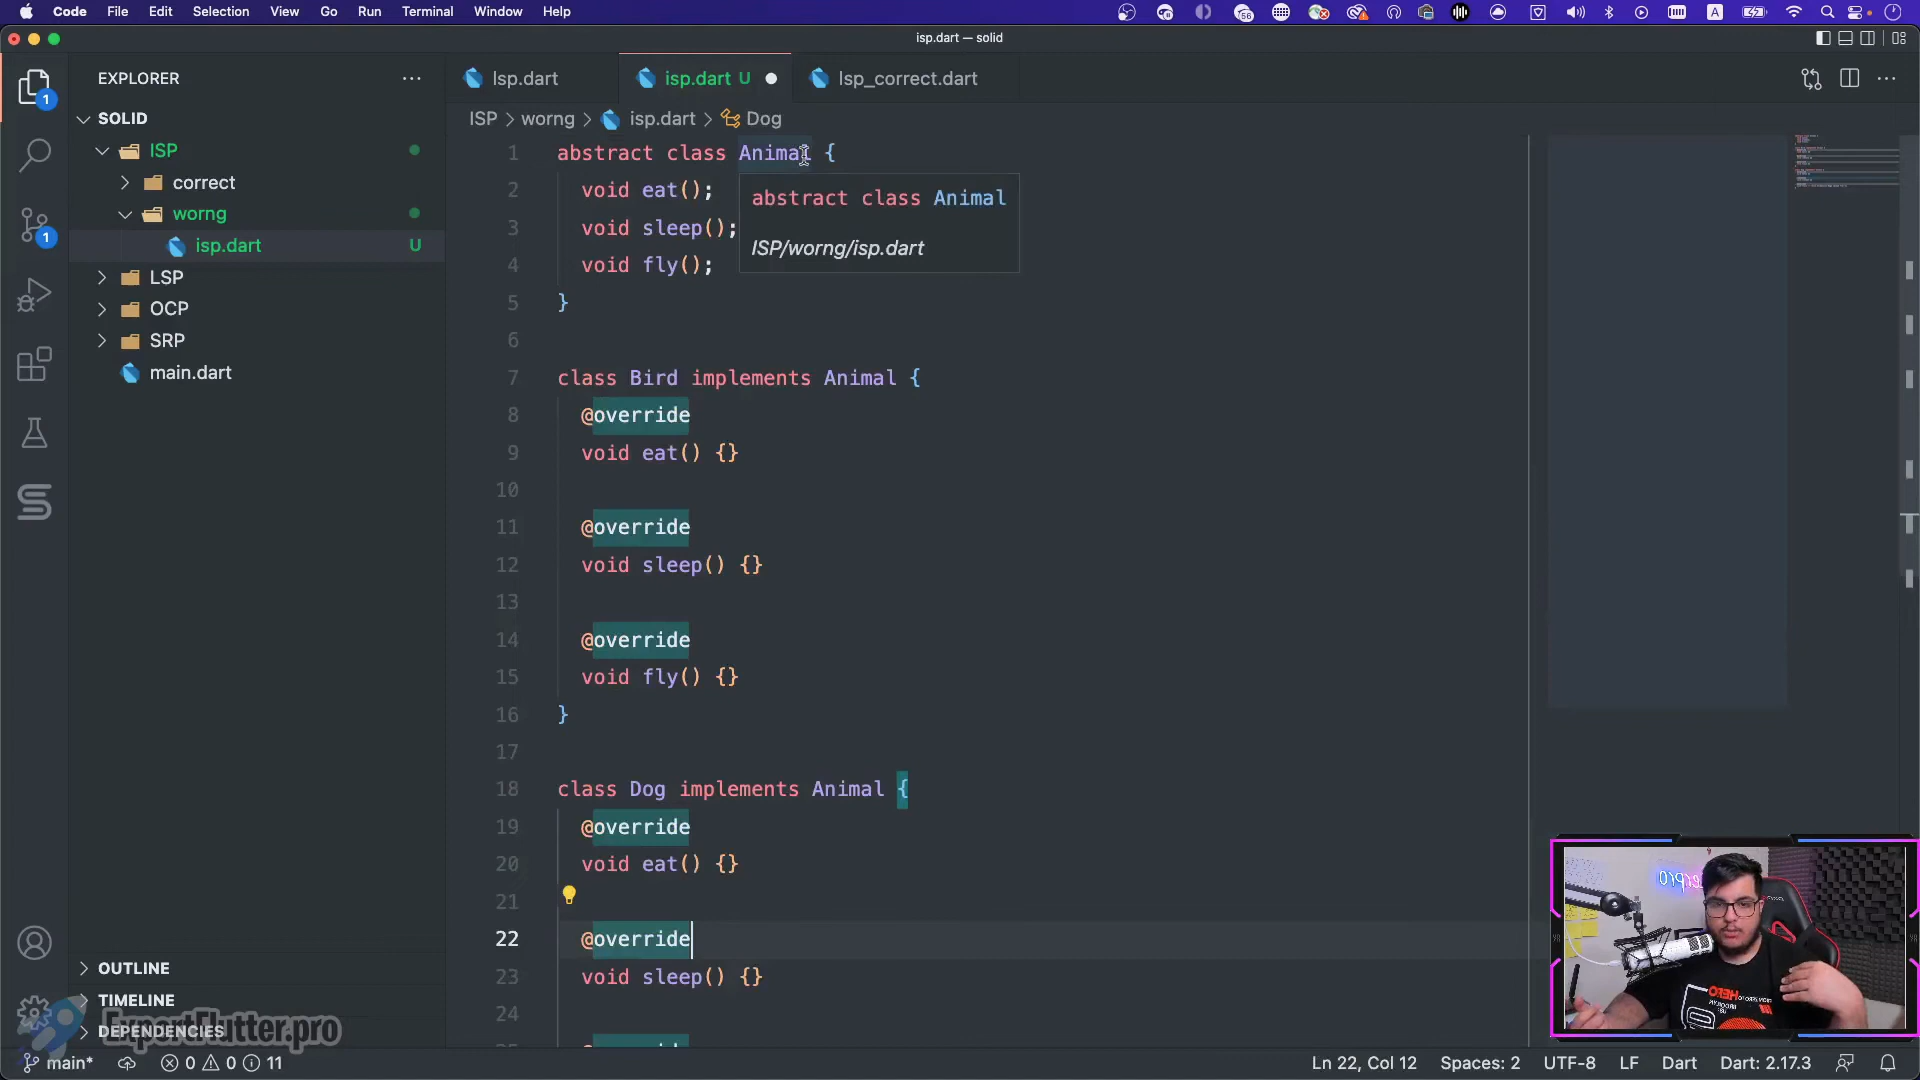 Code File Edit Selection View Go Run Terminal Window Help
isp.dart — solid
EXPLORER
SOLID
ISP
correct
worng
isp.dart U
LSP
OCP
SRP
main.dart
OUTLINE
TIMELINE
DEPENDENCIES
ExpertFlutter.pro
lsp.dart
isp.dart U
lsp_correct.dart
ISP > worng > isp.dart > Dog
1 abstract class Animal {
2 void eat();
3 void sleep();
4 void fly();
5 }
6
7 class Bird implements Animal {
8 @override
9 void eat() {}
10
11 @override
12 void sleep() {}
13
14 @override
15 void fly() {}
16 }
17
18 class Dog implements Animal {
19 @override
20 void eat() {}
21
22 @override
23 void sleep() {}
24
abstract class Animal
ISP/worng/isp.dart
main* 0 0 11
Ln 22, Col 12 Spaces: 2 UTF-8 LF Dart Dart: 2.17.3